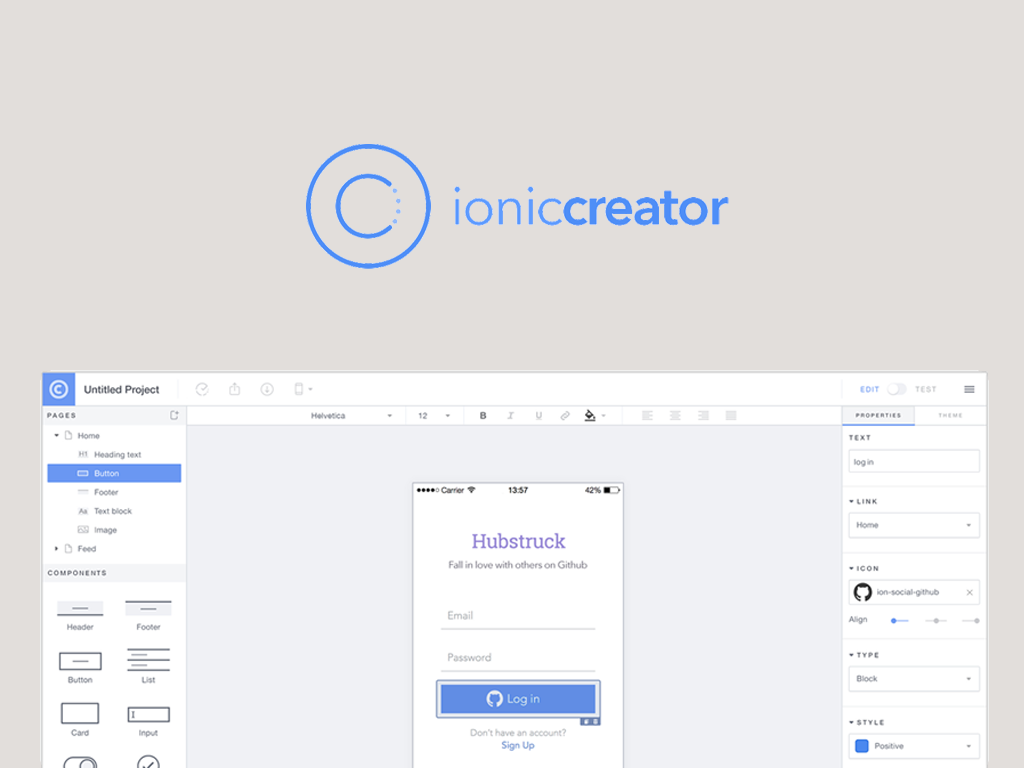 ioniccreator
Untitled Project
EDIT TEST
PAGES
Helvetica 12 B I U
PROPERTIES THEME
Home
H1 Heading text
Button
Footer
Aa Text block
Image
Feed
COMPONENTS
Header Footer
Button List
Card Input
Carrier 13:57 42%
Hubstruck
Fall in love with others on Github
Email
Password
Log in
Don't have an account?
Sign Up
TEXT
log in
LINK
Home
ICON
ion-social-github
Align
TYPE
Block
STYLE
Positive